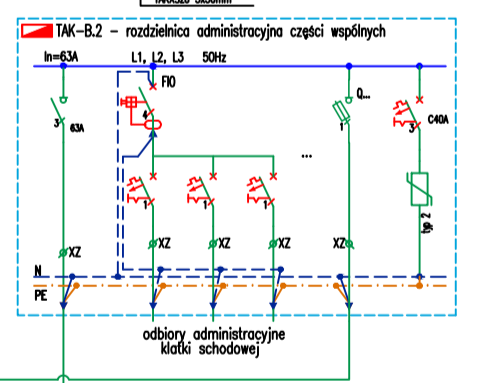 TAK-B.2 - rozdzielnica administracyjna części wspólnych
In=63A
L1, L2, L3 50Hz
FI0
Q...
4
3
63A
1
3
C40A
...
1
1
1
typ 2
XZ
XZ
XZ
XZ
XZ
N
PE
odbiory administracyjne
klatki schodowej